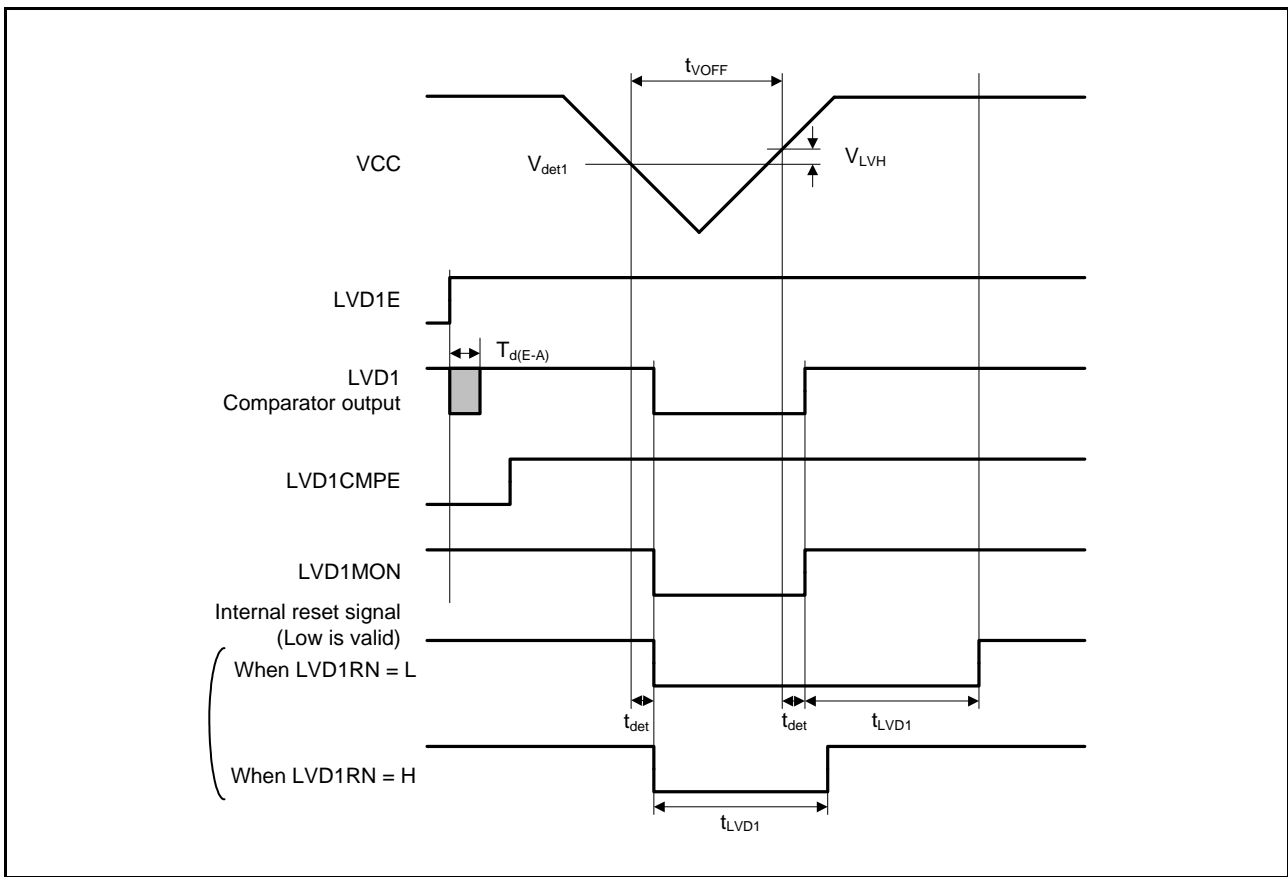 tVOFF
VCC
Vdet1
VLVH
LVD1E
Td(E-A)
LVD1
Comparator output
LVD1CMPE
LVD1MON
Internal reset signal
(Low is valid)
When LVD1RN = L
tdet
tdet
tLVD1
When LVD1RN = H
tLVD1